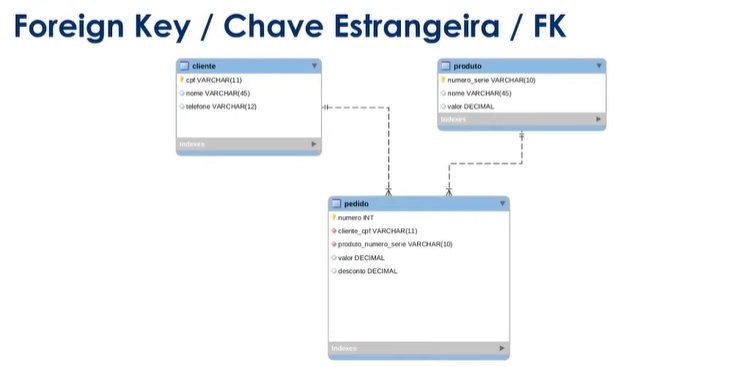 Foreign Key / Chave Estrangeira / FK
cliente
cpf VARCHAR(11)
nome VARCHAR(45)
telefone VARCHAR(12)
Indexes
produto
numero_serie VARCHAR(10)
nome VARCHAR(45)
valor DECIMAL
Indexes
pedido
numero INT
cliente_cpf VARCHAR(11)
produto_numero_serie VARCHAR(10)
valor DECIMAL
desconto DECIMAL
Indexes